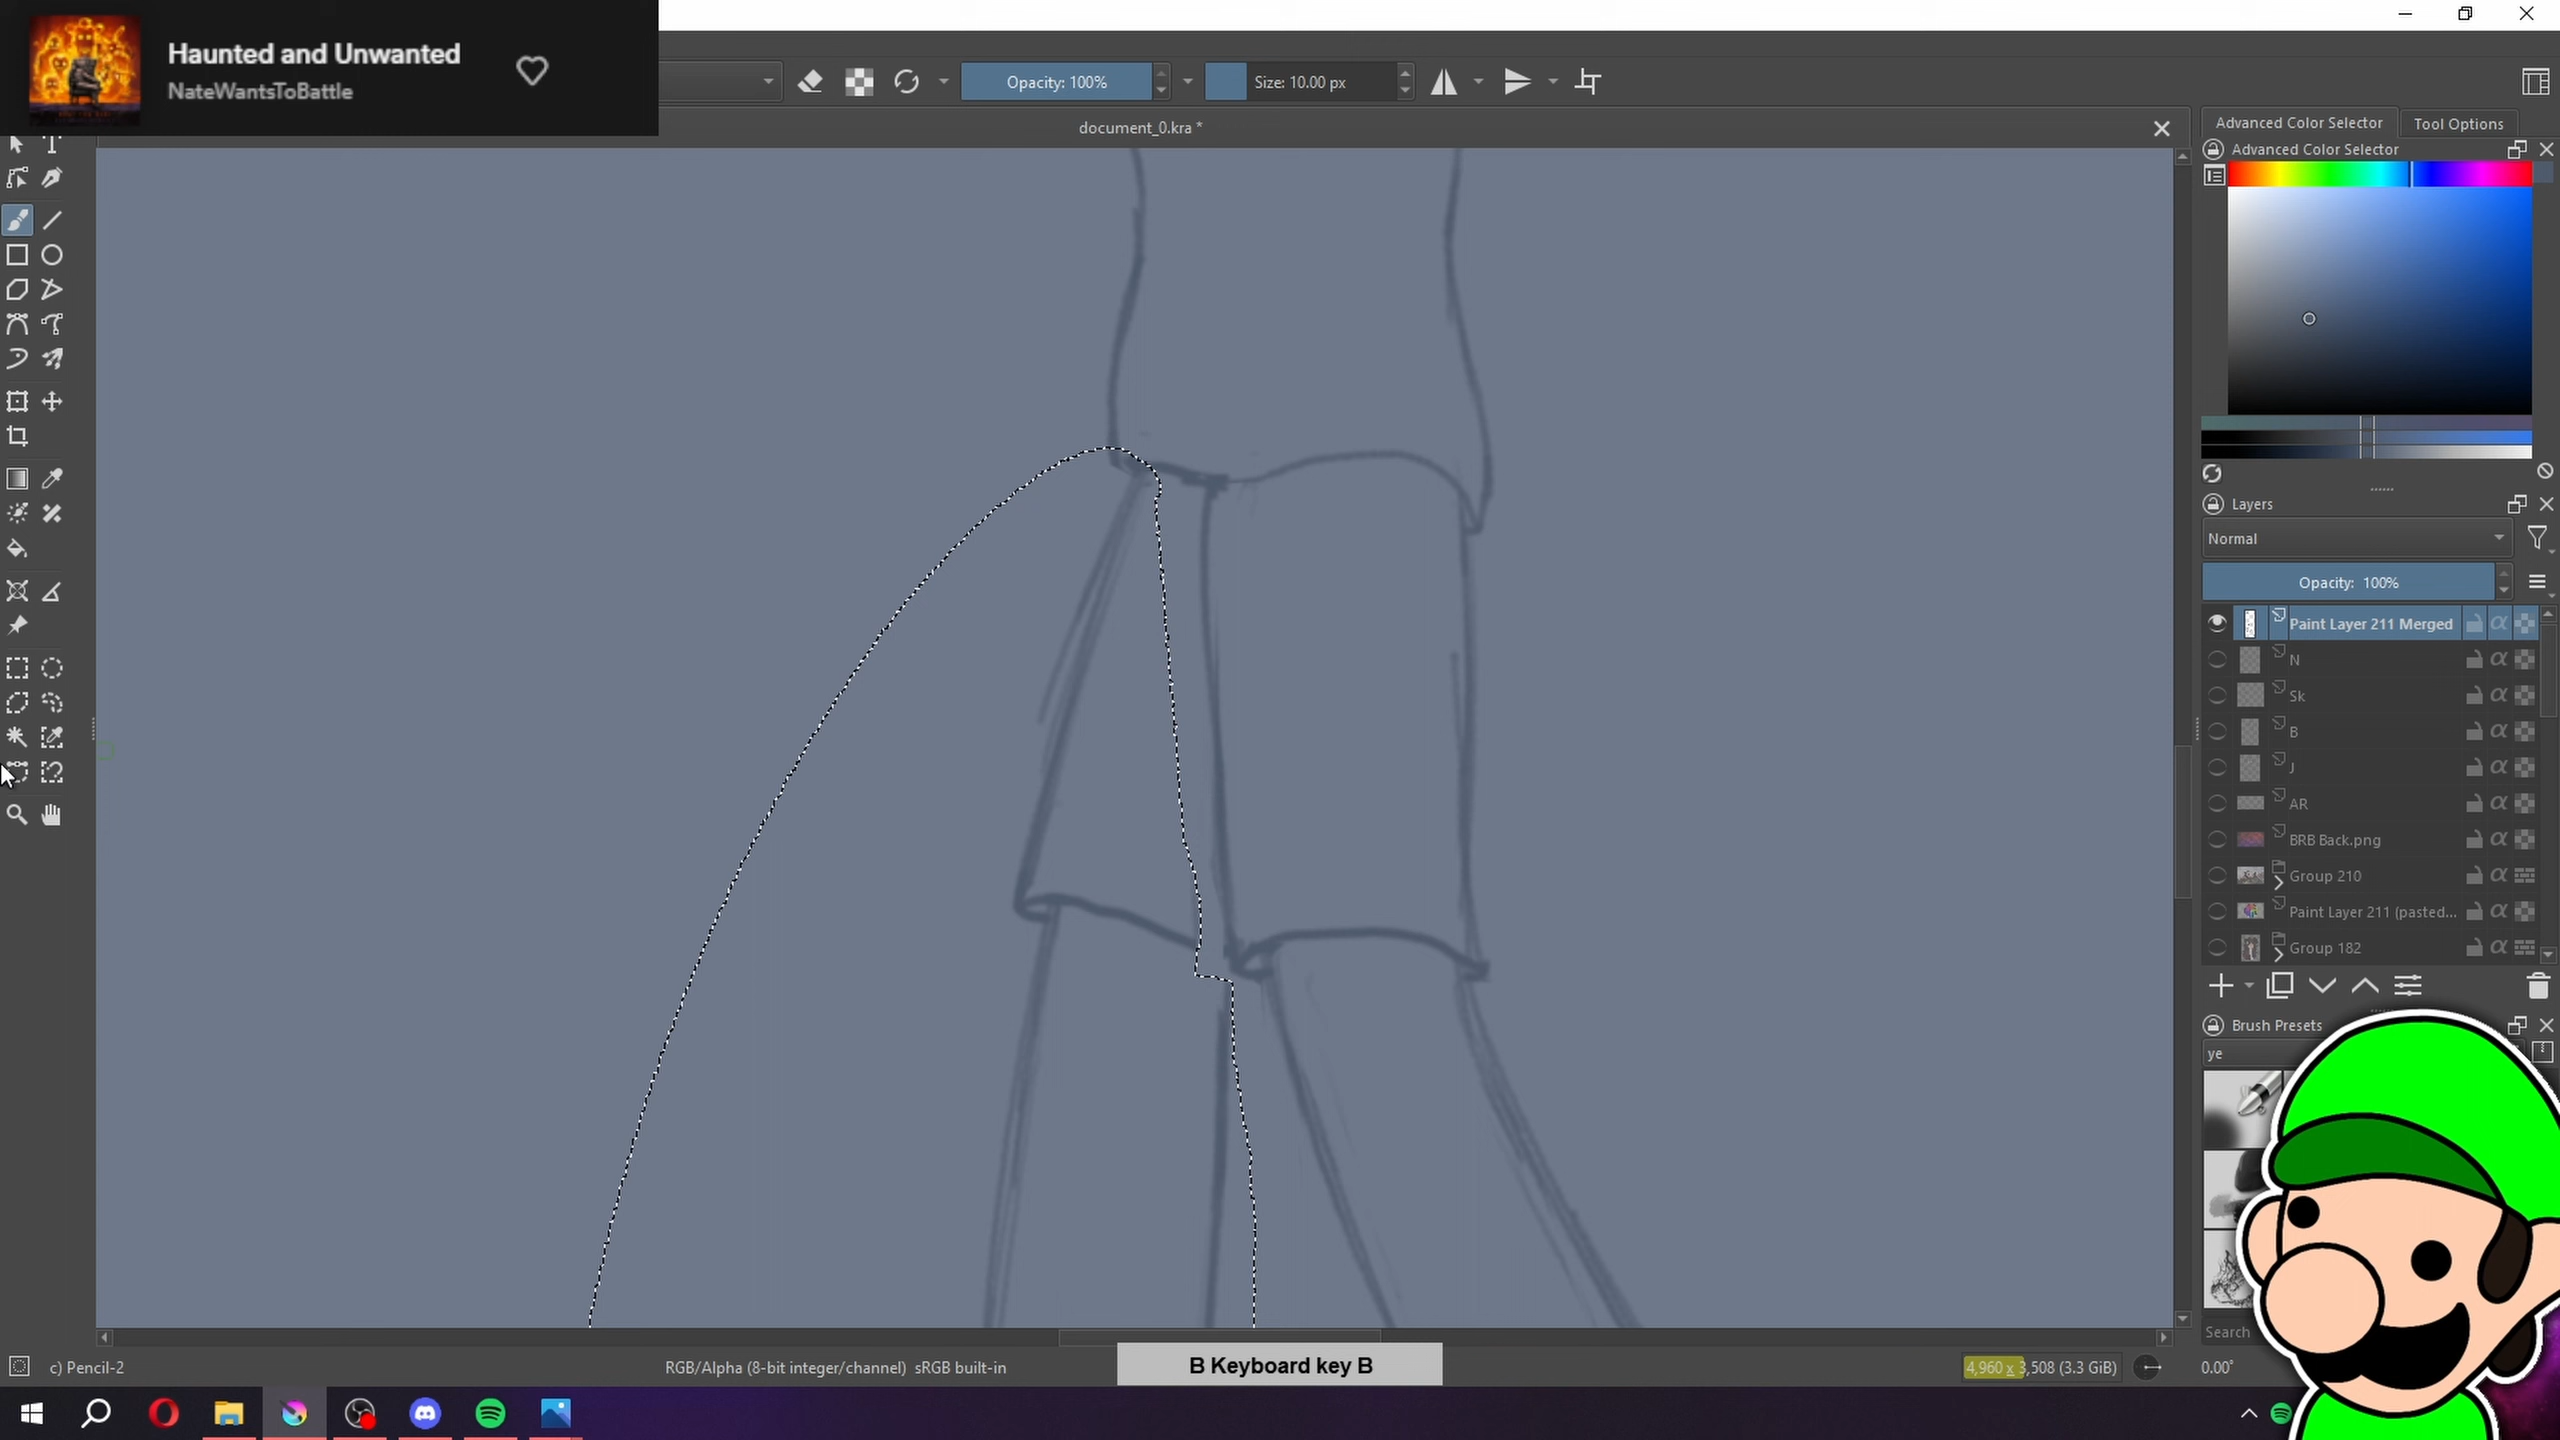 Haunted and Unwanted
NateWantsToBattle
Opacity: 100%
Size: 10.00 px
document_0.kra *
Advanced Color Selector
Tool Options
Advanced Color Selector
Layers
Normal
Opacity: 100%
Paint Layer 211 Merged
N
Sk
B
J
AR
BRB Back.png
Group 210
Paint Layer 211 (pasted...
Group 182
Brush Presets
ye
Search
c) Pencil-2
RGB/Alpha (8-bit integer/channel) sRGB built-in
B Keyboard key B
4,960 x 3,508 (3.3 GiB)
0.00°